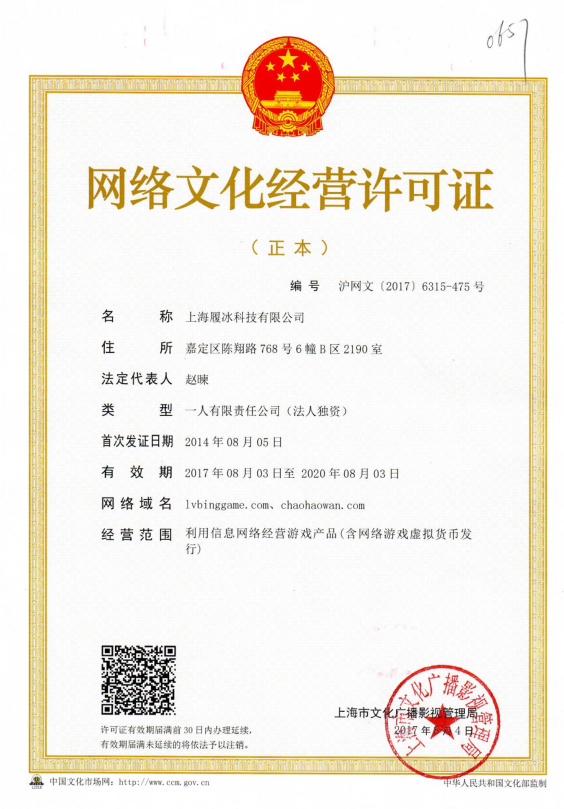 0657
网络文化经营许可证
（正本）
编号 沪网文〔2017〕6315-475号
名称 上海履冰科技有限公司
住所 嘉定区陈翔路768号6幢B区2190室
法定代表人 赵暕
类型 一人有限责任公司（法人独资）
首次发证日期 2014年08月05日
有效期 2017年08月03日至 2020年08月03日
网络域名 lvbinggame.com、chaohaowan.com
经营范围 利用信息网络经营游戏产品(含网络游戏虚拟货币发
行)
上海市文化广播影视管理局
上海市文化广播影视管理局
2017年 月4日
许可证有效期届满前30日内办理延续,
有效期届满未延续的将依法予以注销。
中国文化市场网: http://www.ccm.gov.cn
中华人民共和国文化部监制